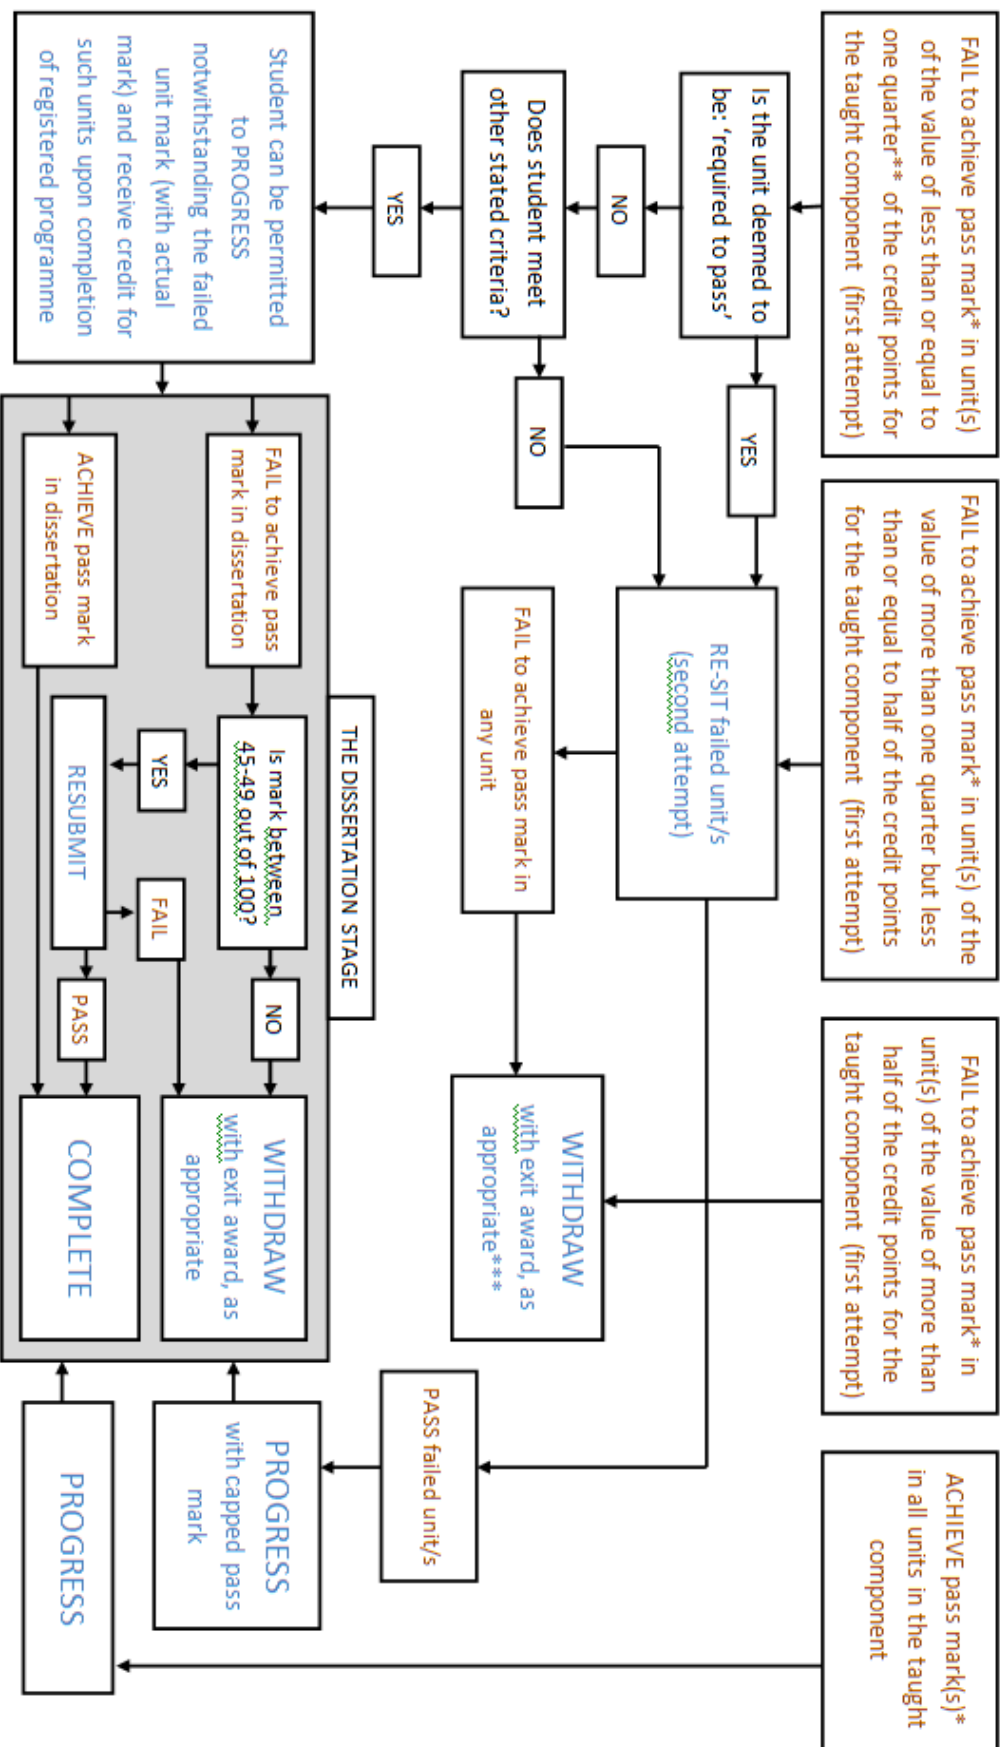 FAIL to achieve pass mark* in unit(s)
of the value of less than or equal to
one quarter** of the credit points for
the taught component (first attempt)
FAIL to achieve pass mark* in unit(s) of the
value of more than one quarter but less
than or equal to half of the credit points
for the taught component (first attempt)
FAIL to achieve pass mark* in
unit(s) of the value of more than
half of the credit points for the
taught component (first attempt)
ACHIEVE pass mark(s)*
in all units in the taught
component
Is the unit deemed to
be: ‘required to pass’
YES
NO
RE-SIT failed unit/s
(second attempt)
Does student meet
other stated criteria?
NO
YES
FAIL to achieve pass mark in
any unit
WITHDRAW
with exit award, as
appropriate***
PASS failed unit/s
Student can be permitted
to PROGRESS
notwithstanding the failed
unit mark (with actual
mark) and receive credit for
such units upon completion
of registered programme
THE DISSERTATION STAGE
FAIL to achieve pass
mark in dissertation
Is mark between
45-49 out of 100?
NO
WITHDRAW
with exit award, as
appropriate
PROGRESS
with capped pass
mark
YES
FAIL
ACHIEVE pass mark
in dissertation
RESUBMIT
PASS
COMPLETE
PROGRESS